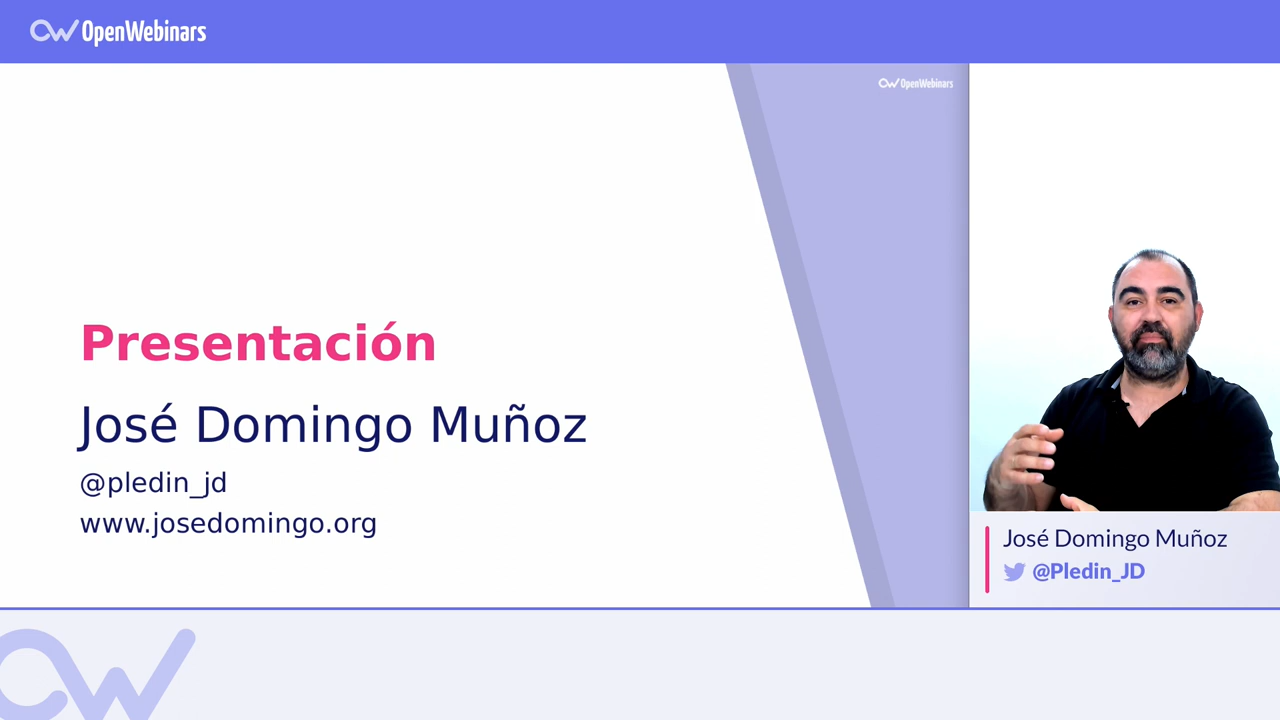 OpenWebinars
OpenWebinars
Presentación
José Domingo Muñoz
@pledin_jd
www.josedomingo.org
José Domingo Muñoz
@Pledin_JD